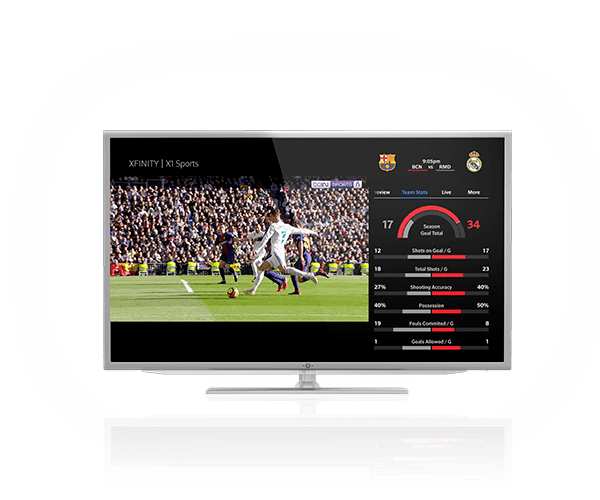 XFINITY | X1 Sports
9:05pm
BCN vs RMD
beIN SPORTS
review Team Stats Live More
17 Season 34
Goal Total
12 Shots on Goal / G 17
18 Total Shots / G 23
27% Shooting Accuracy 40%
40% Possession 50%
19 Fouls Commited / G 8
1 Goals Allowed / G 1
7